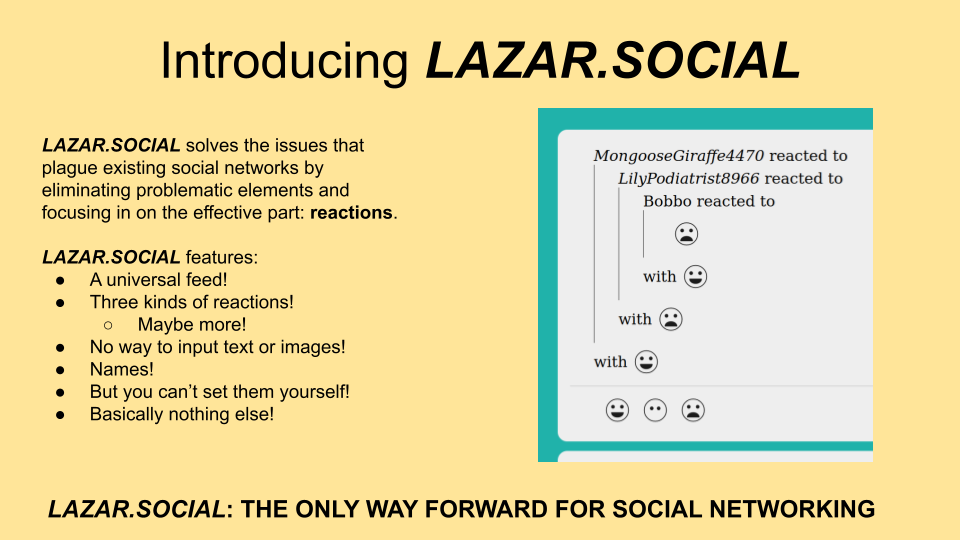 Introducing LAZAR.SOCIAL
LAZAR.SOCIAL solves the issues that
plague existing social networks by
eliminating problematic elements and
focusing in on the effective part: reactions.
LAZAR.SOCIAL features:
● A universal feed!
● Three kinds of reactions!
○ Maybe more!
● No way to input text or images!
● Names!
● But you can’t set them yourself!
● Basically nothing else!
MongooseGiraffe4470 reacted to
LilyPodiatrist8966 reacted to
Bobbo reacted to
with
with
with
LAZAR.SOCIAL: THE ONLY WAY FORWARD FOR SOCIAL NETWORKING